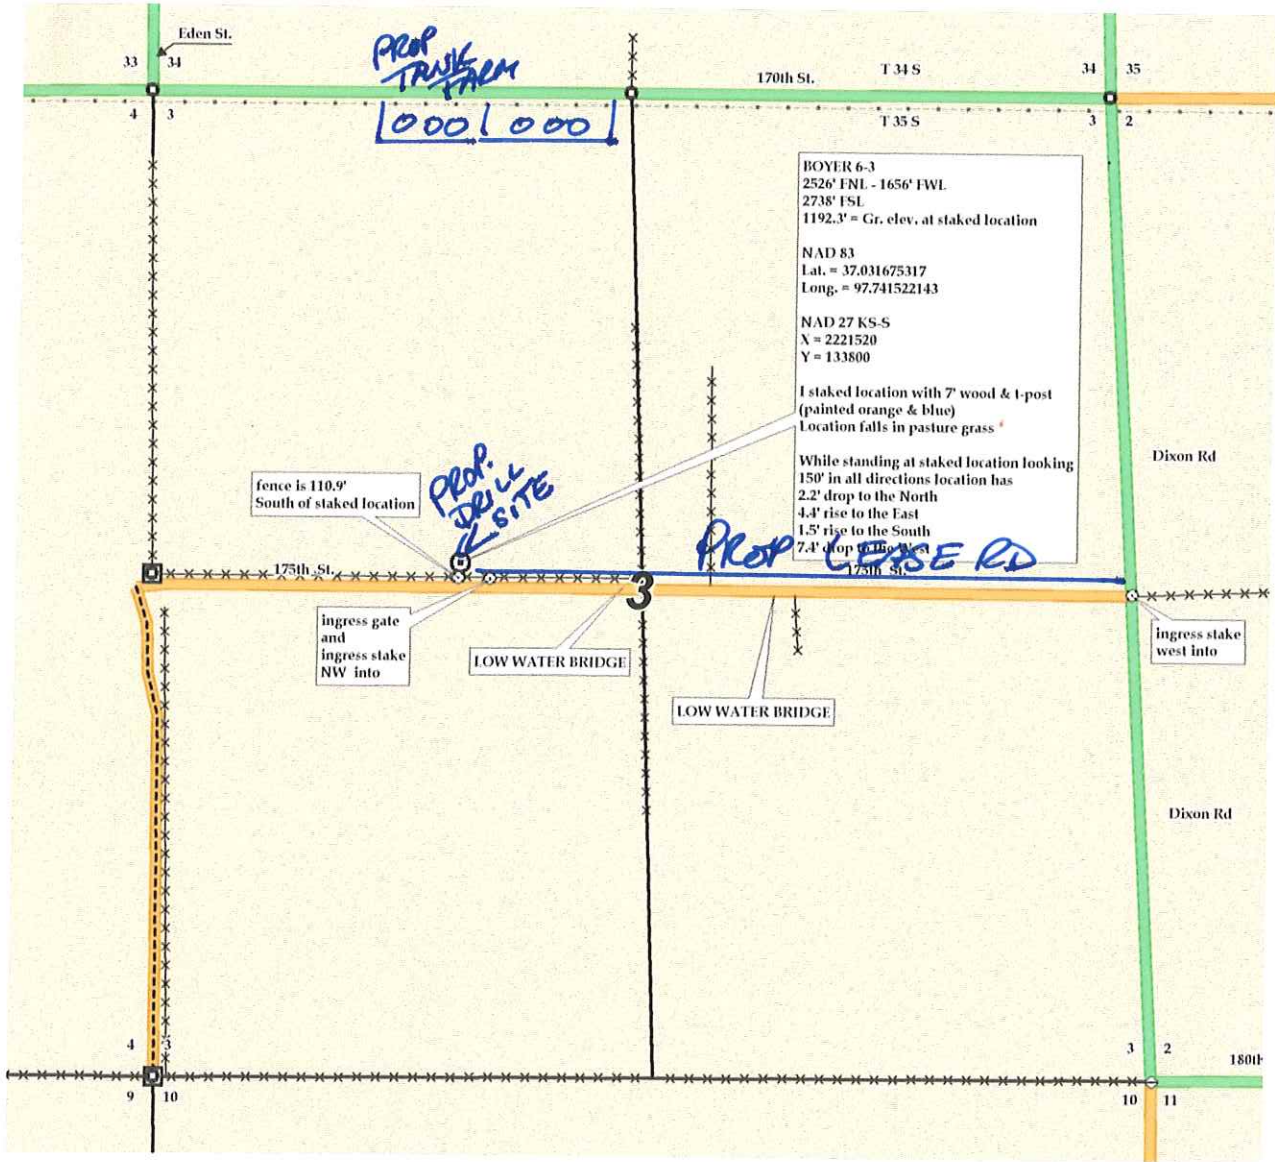 Eden St.
33 34
PROP
TANK
FARM
170th St.
T 34 S
34 35
4 3
000 000
T 35 S
3 2
BOYER 6-3
2526' FNL - 1656' FWL
2738' FSL
1192.3' = Gr. elev. at staked location
NAD 83
Lat. = 37.031675317
Long. = 97.741522143
NAD 27 KS-S
X = 2221520
Y = 133800
I staked location with 7' wood & t-post
(painted orange & blue)
Location falls in pasture grass
While standing at staked location looking
150' in all directions location has
2.2' drop to the North
4.4' rise to the East
1.5' rise to the South
7.4' drop to the West
Dixon Rd
fence is 110.9'
South of staked location
PROP.
DRILL
SITE
PROP LEASE RD
175th St.
175th St.
3
ingress gate
and
ingress stake
NW into
LOW WATER BRIDGE
LOW WATER BRIDGE
ingress stake
west into
Dixon Rd
4 3
3 2
180th
9 10
10 11